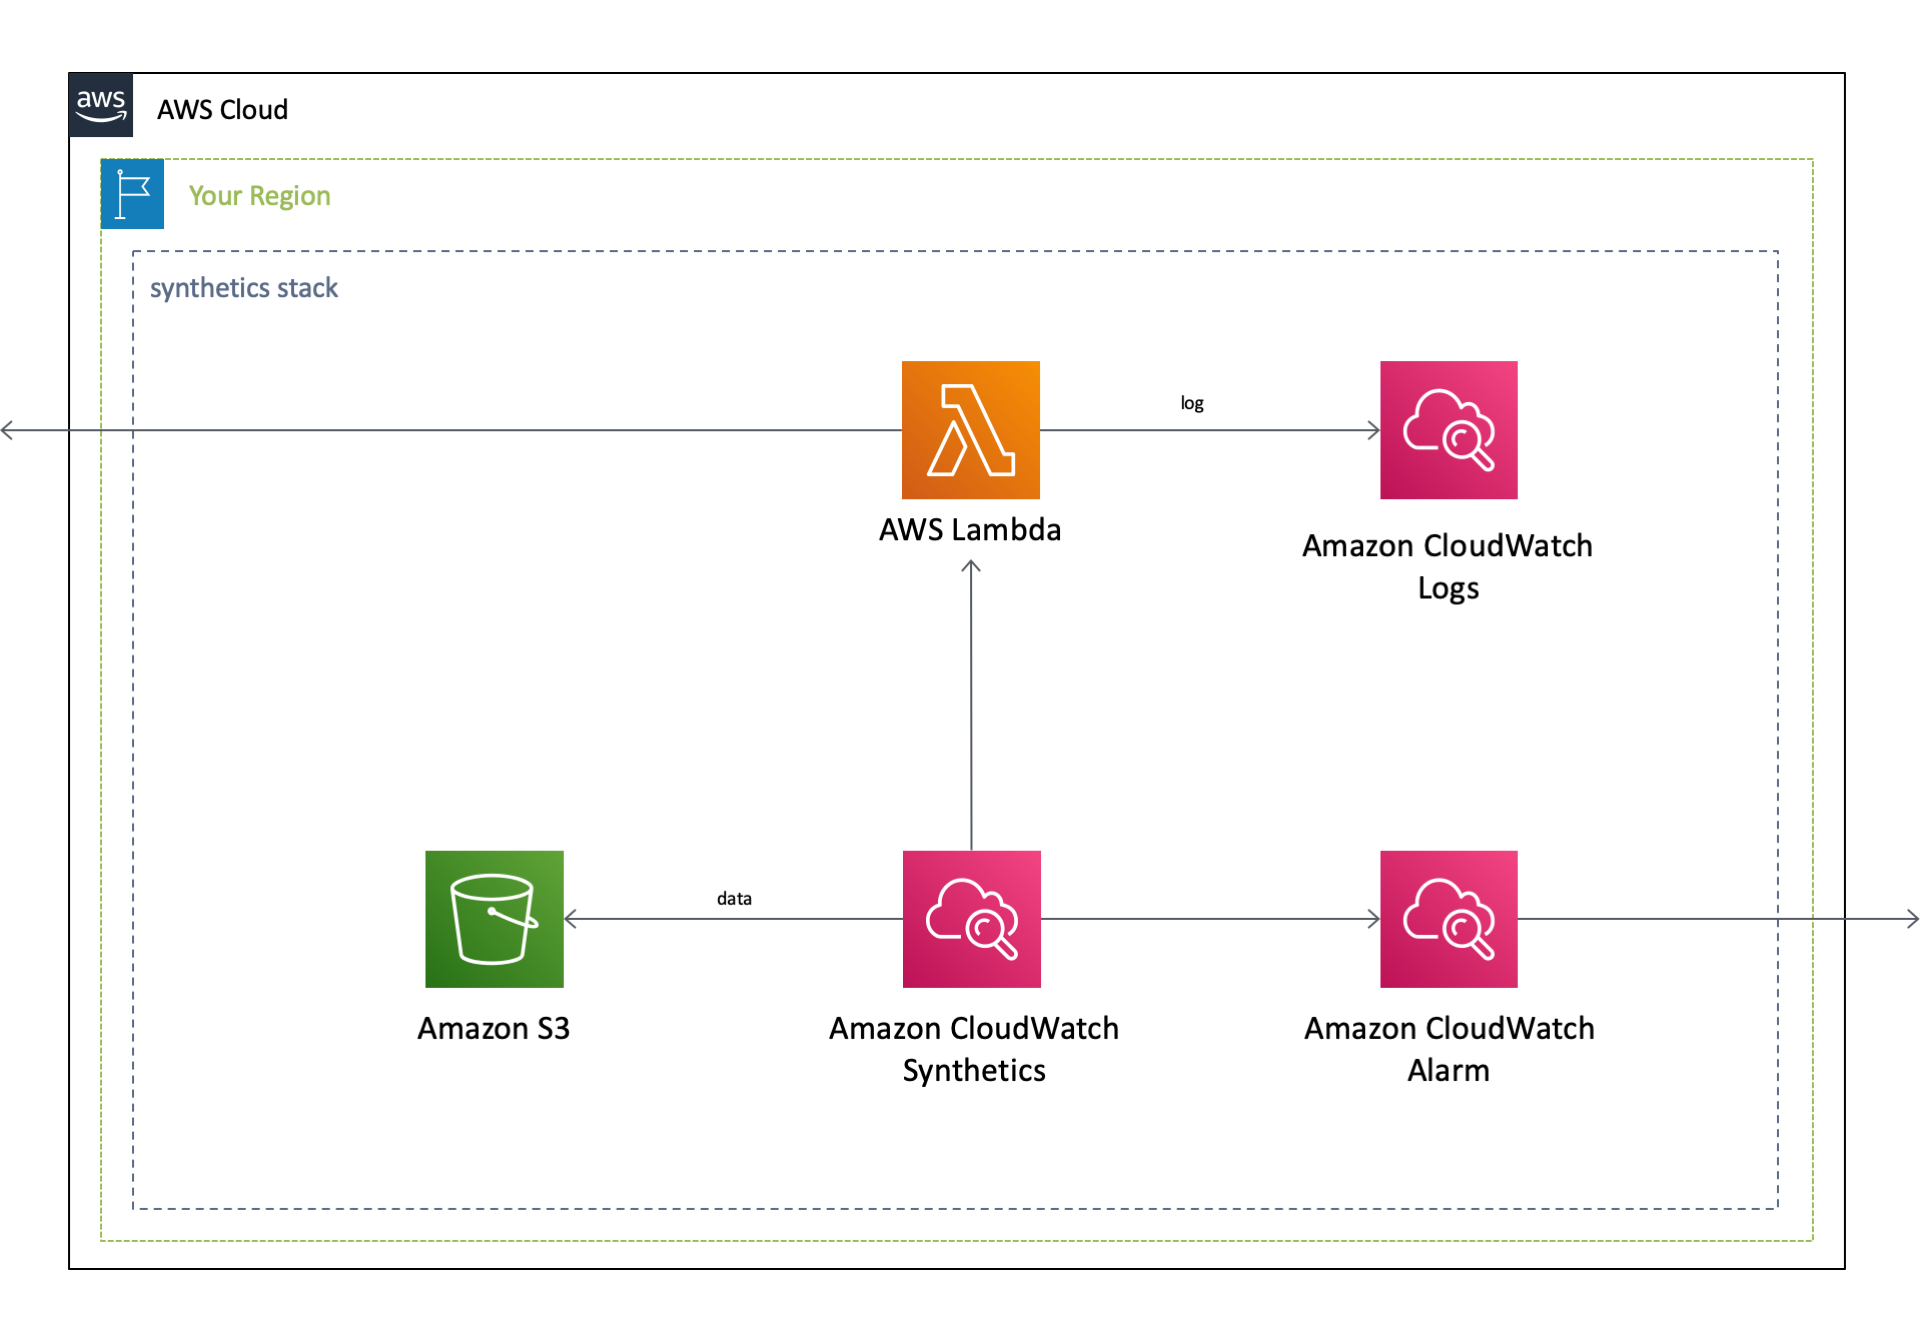 aws
AWS Cloud
Your Region
synthetics stack
log
AWS Lambda
Amazon CloudWatch
Logs
data
Amazon S3
Amazon CloudWatch
Synthetics
Amazon CloudWatch
Alarm